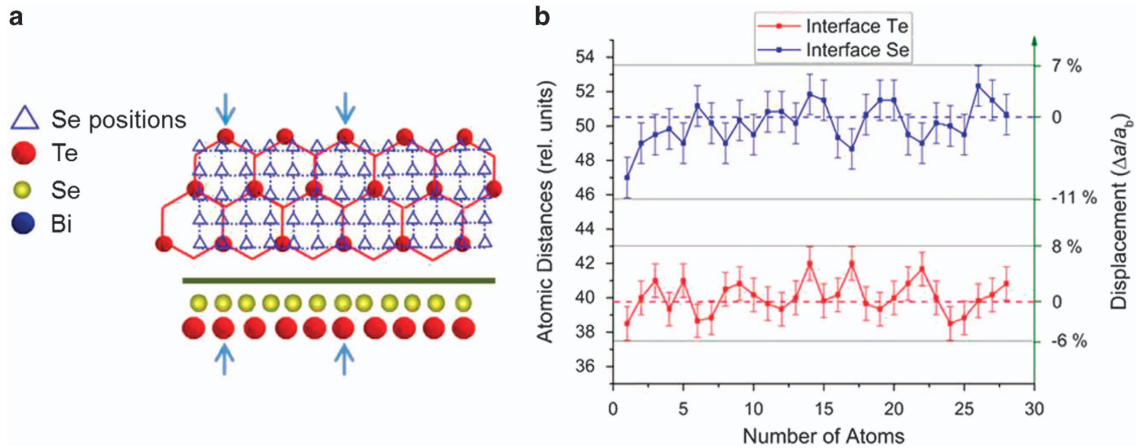 a
Se positions
Te
Se
Bi
b
Interface Te
Interface Se
Atomic Distances (rel. units)
54
52
50
48
46
44
42
40
38
36
7 %
0
-11 %
8 %
0
-6 %
Displacement (Δa/a_b)
0
5
10
15
20
25
30
Number of Atoms